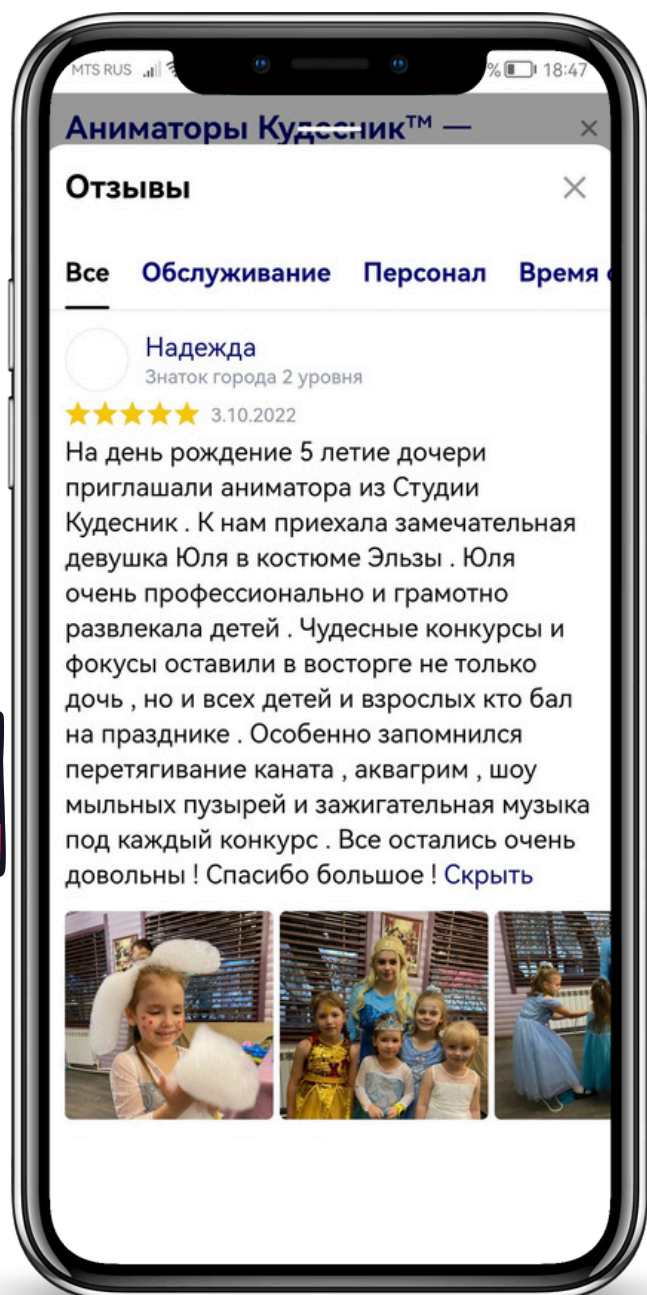 MTS RUS
% 18:47
Аниматоры Кудесник™ —
Отзывы
Все Обслуживание Персонал Время
Надежда
Знаток города 2 уровня
3.10.2022
На день рождение 5 летие дочери
приглашали аниматора из Студии
Кудесник . К нам приехала замечательная
девушка Юля в костюме Эльзы . Юля
очень профессионально и грамотно
развлекала детей . Чудесные конкурсы и
фокусы оставили в восторге не только
дочь , но и всех детей и взрослых кто бал
на празднике . Особенно запомнился
перетягивание каната , аквагрим , шоу
мыльных пузырей и зажигательная музыка
под каждый конкурс . Все остались очень
довольны ! Спасибо большое ! Скрыть